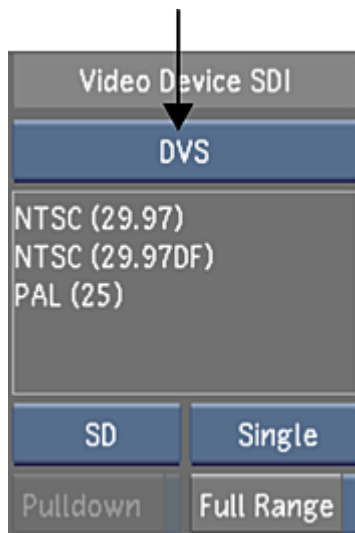 Video Device SDI
DVS
NTSC (29.97)
NTSC (29.97DF)
PAL (25)
SD Single
Pulldown Full Range